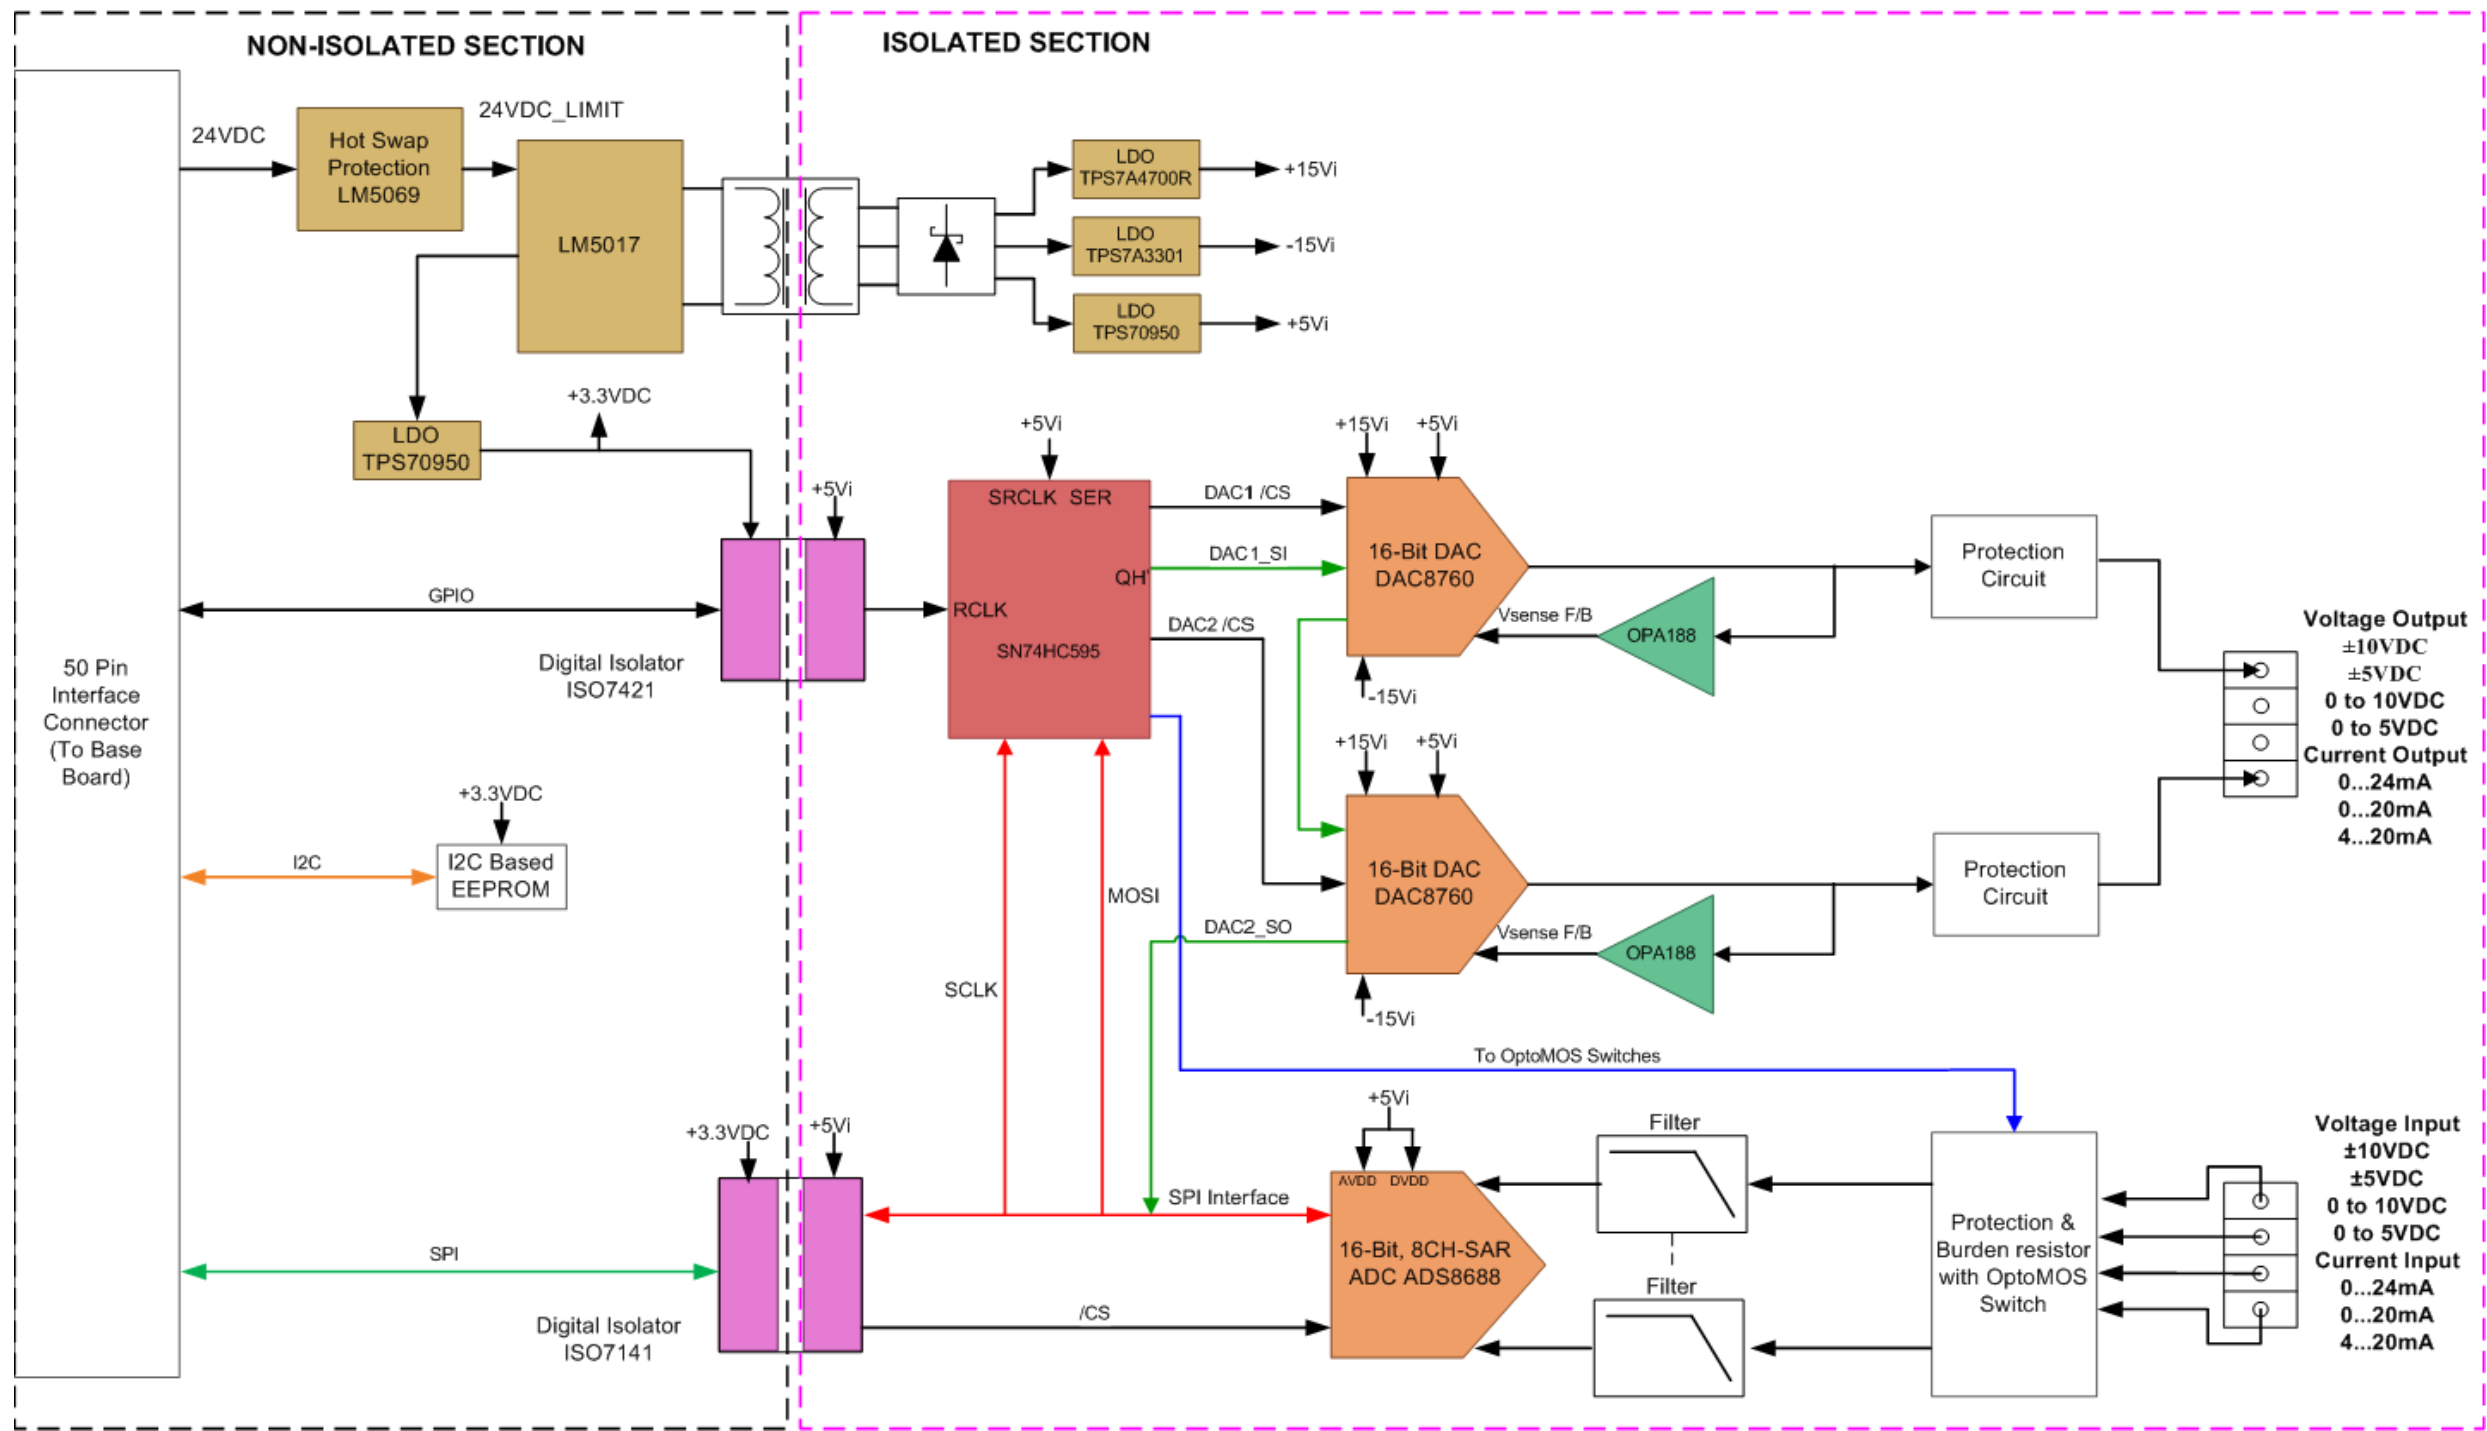 NON-ISOLATED SECTION
ISOLATED SECTION
24VDC
Hot Swap
Protection
LM5069
24VDC_LIMIT
LM5017
LDO
TPS7A4700R
+15Vi
LDO
TPS7A3301
-15Vi
LDO
TPS70950
+5Vi
LDO
TPS70950
+3.3VDC
+5Vi
+5Vi
SRCLK SER
QH'
RCLK
SN74HC595
DAC1 /CS
DAC1_SI
DAC2 /CS
+15Vi
+5Vi
16-Bit DAC
DAC8760
-15Vi
Vsense F/B
OPA188
Protection
Circuit
GPIO
Digital Isolator
ISO7421
50 Pin
Interface
Connector
(To Base
Board)
Voltage Output
±10VDC
±5VDC
0 to 10VDC
0 to 5VDC
Current Output
0...24mA
0...20mA
4...20mA
+15Vi
+5Vi
16-Bit DAC
DAC8760
-15Vi
Vsense F/B
OPA188
Protection
Circuit
+3.3VDC
I2C
I2C Based
EEPROM
MOSI
SCLK
DAC2_SO
To OptoMOS Switches
+3.3VDC
+5Vi
SPI
Digital Isolator
ISO7141
SPI Interface
/CS
+5Vi
AVDD DVDD
16-Bit, 8CH-SAR
ADC ADS8688
Filter
Filter
Protection &
Burden resistor
with OptoMOS
Switch
Voltage Input
±10VDC
±5VDC
0 to 10VDC
0 to 5VDC
Current Input
0...24mA
0...20mA
4...20mA